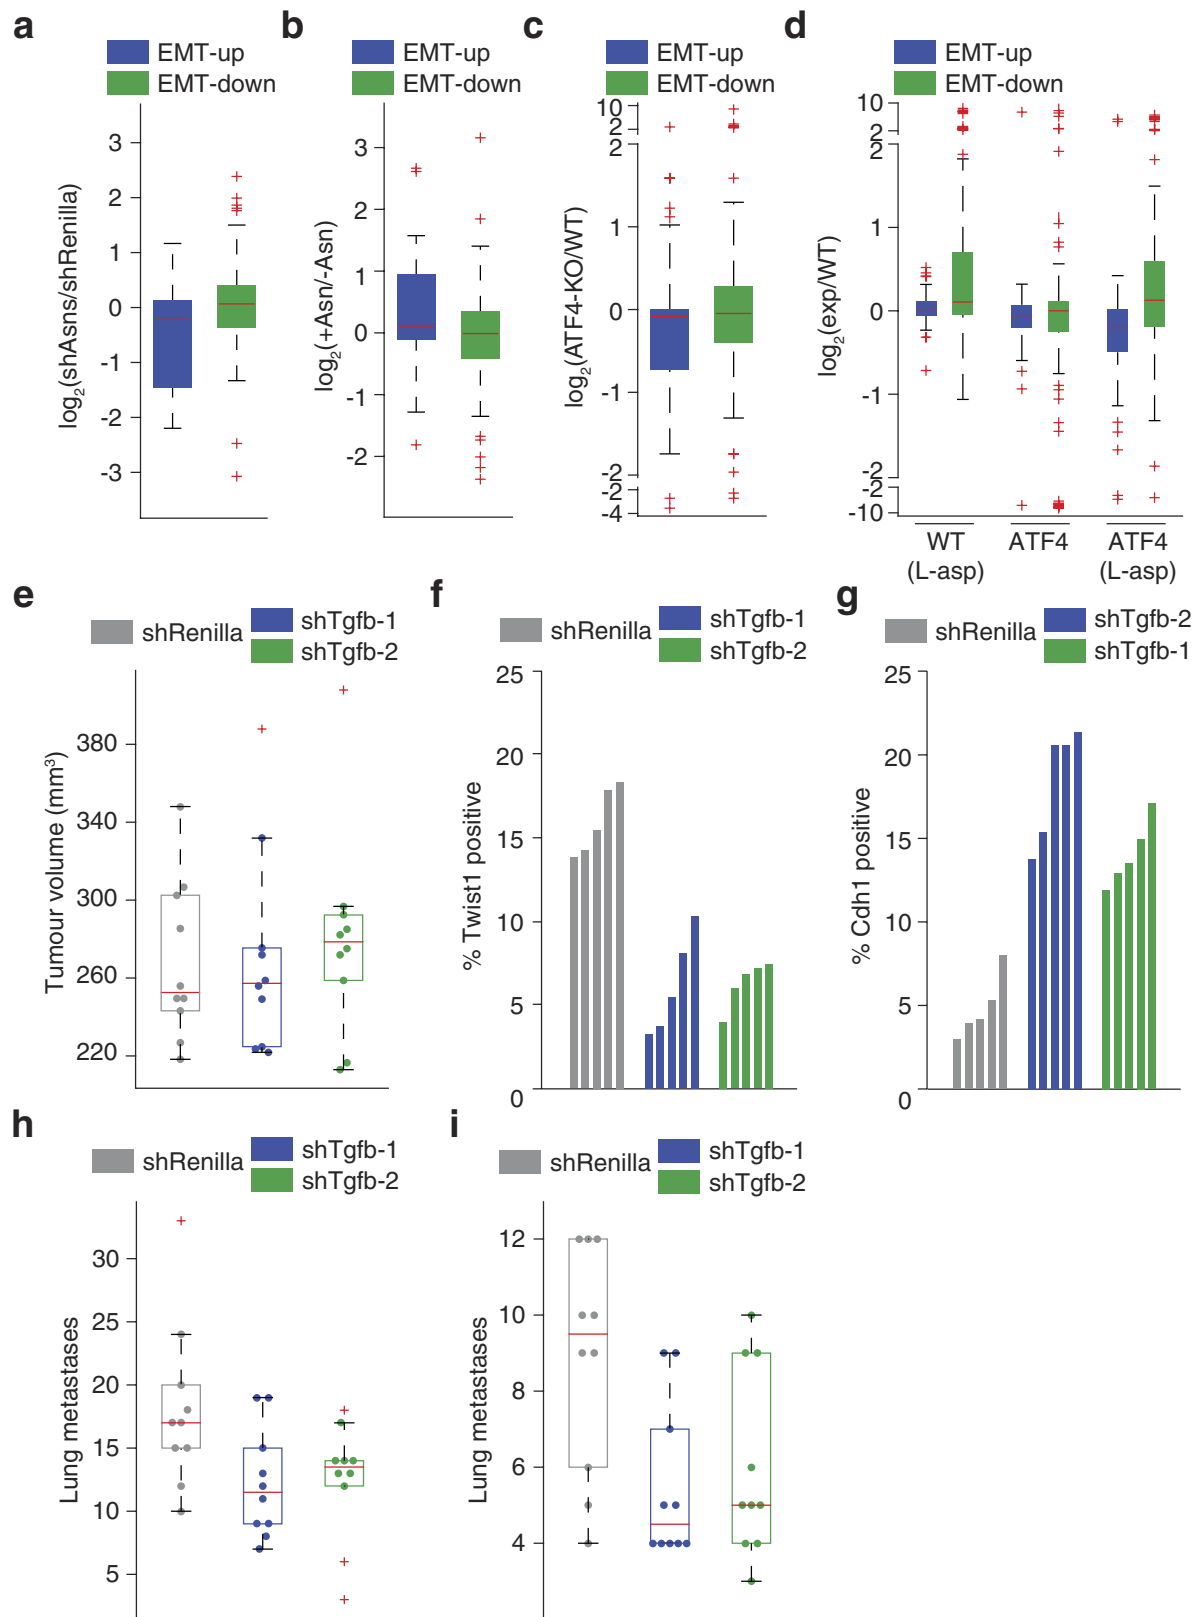 a
EMT-up
EMT-down
log2(shAsns/shRenilla)
3
2
1
0
-1
-2
-3
b
EMT-up
EMT-down
log2(+Asn/-Asn)
3
2
1
0
-1
-2
c
EMT-up
EMT-down
log2(ATF4-KO/WT)
10
2
2
1
0
-1
-2
-2
-4
d
EMT-up
EMT-down
log2(exp/WT)
10
2
2
1
0
-1
-2
-2
-10
WT
(L-asp)
ATF4
ATF4
(L-asp)
e
shRenilla
shTgfb-1
shTgfb-2
Tumour volume (mm3)
380
340
300
260
220
f
shRenilla
shTgfb-1
shTgfb-2
% Twist1 positive
25
20
15
10
5
0
g
shRenilla
shTgfb-2
shTgfb-1
% Cdh1 positive
25
20
15
10
5
0
h
shRenilla
shTgfb-1
shTgfb-2
Lung metastases
30
25
20
15
10
5
i
shRenilla
shTgfb-1
shTgfb-2
Lung metastases
12
10
8
6
4